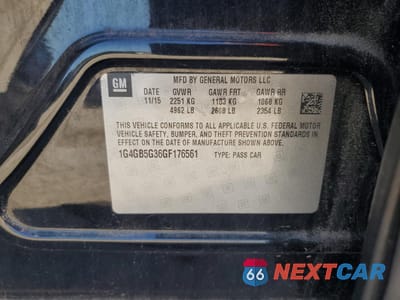 GM
MFD BY GENERAL MOTORS LLC
11/15 GVWR GAWR FRT GAWR RR
2251 KG 1183 KG 1068 KG
4962 LB 2608 LB 2354 LB
THIS VEHICLE CONFORMS TO ALL APPLICABLE U.S. FEDERAL MOTOR
VEHICLE SAFETY, BUMPER, AND THEFT PREVENTION STANDARDS IN
EFFECT ON THE DATE OF MANUFACTURE SHOWN ABOVE.
1G4GB5G36GF176561 TYPE: PASS CAR
66 NEXTCAR